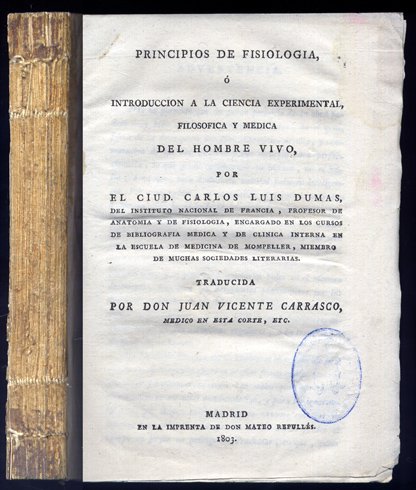 PRINCIPIOS DE FISIOLOGIA,
Ó
INTRODUCCION A LA CIENCIA EXPERIMENTAL,
FILOSOFICA Y MEDICA
DEL HOMBRE VIVO,
POR
EL CIUD. CARLOS LUIS DUMAS,
DEL INSTITUTO NACIONAL DE FRANCIA, PROFESOR DE
ANATOMIA Y DE FISIOLOGIA, ENCARGADO EN LOS CURSOS
DE BIBLIOGRAFIA MEDICA Y DE CLINICA INTERNA EN
LA ESCUELA DE MEDICINA DE MOMPELLER, MIEMBRO
DE MUCHAS SOCIEDADES LITERARIAS.
TRADUCIDA
POR DON JUAN VICENTE CARRASCO,
MEDICO EN ESTA CORTE, ETC.
MADRID
EN LA IMPRENTA DE DON MATEO REPULLÉS.
1803.